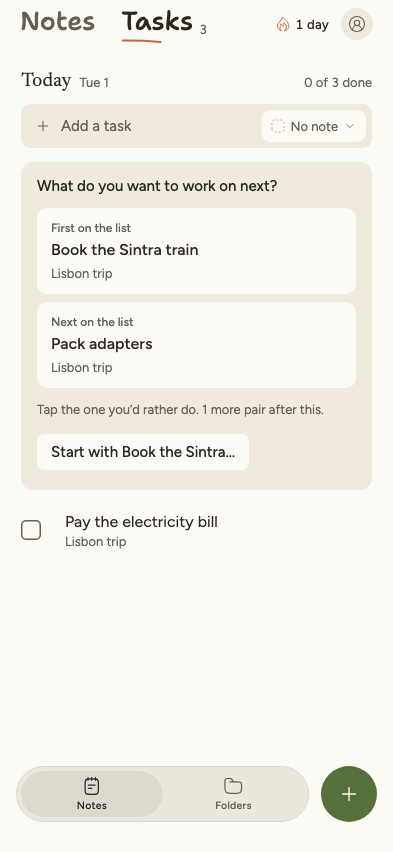 Notes Tasks 3 1 day
Today Tue 1 0 of 3 done
Add a task No note
What do you want to work on next?
First on the list
Book the Sintra train
Lisbon trip
Next on the list
Pack adapters
Lisbon trip
Tap the one you’d rather do. 1 more pair after this.
Start with Book the Sintra...
Pay the electricity bill
Lisbon trip
Notes Folders